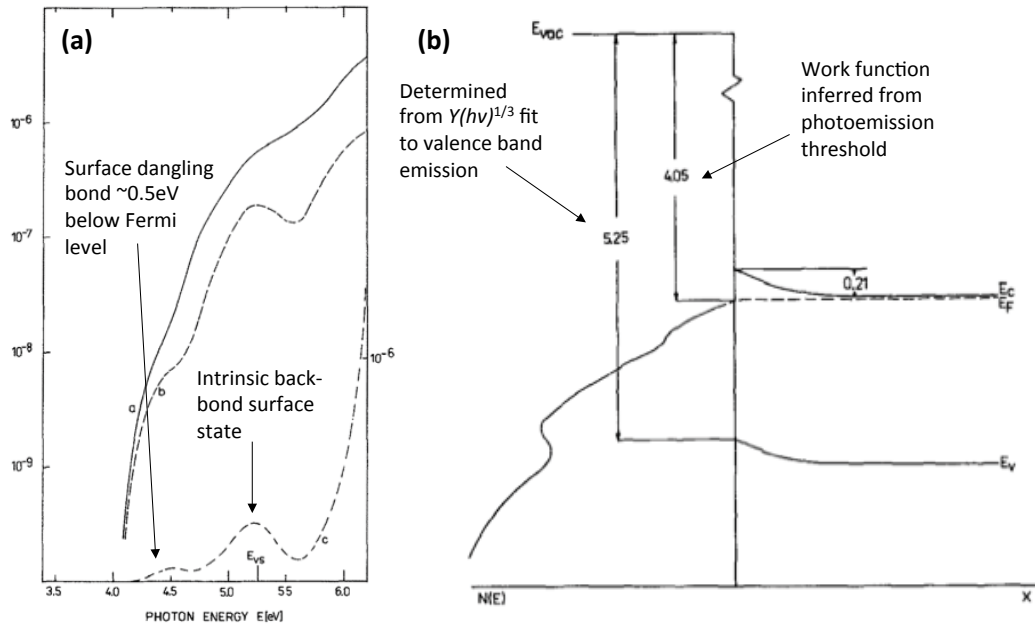 (a)
10⁻⁶
10⁻⁷
10⁻⁸
10⁻⁹
Surface dangling
bond ~0.5eV
below Fermi
level
a
b
Intrinsic back-
bond surface
state
10⁻⁶
c
E_VS
3.5
4.0
4.5
5.0
5.5
6.0
PHOTON ENERGY E[eV]
(b)
E_vac
Determined
from Y(hν)^1/3 fit
to valence band
emission
Work function
inferred from
photoemission
threshold
4.05
5.25
0.21
E_C
E_F
E_V
N(E)
X